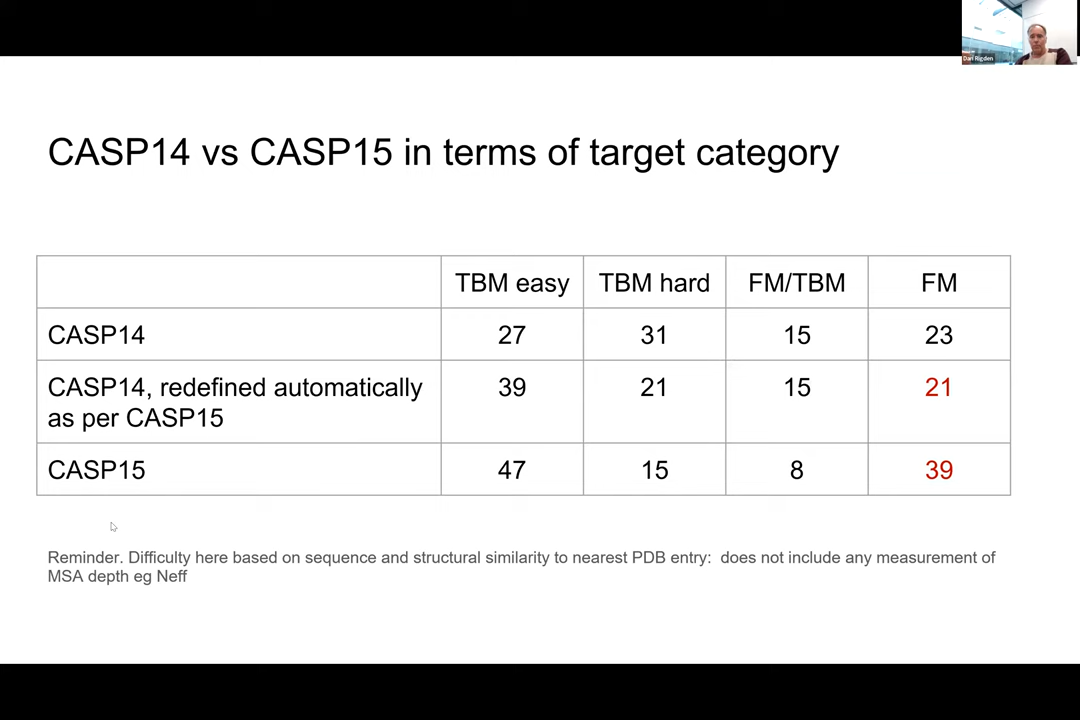 Dan Rigden
CASP14 vs CASP15 in terms of target category
TBM easy TBM hard FM/TBM FM
CASP14 27 31 15 23
CASP14, redefined automatically 39 21 15 21
as per CASP15
CASP15 47 15 8 39
Reminder. Difficulty here based on sequence and structural similarity to nearest PDB entry: does not include any measurement of
MSA depth eg Neff